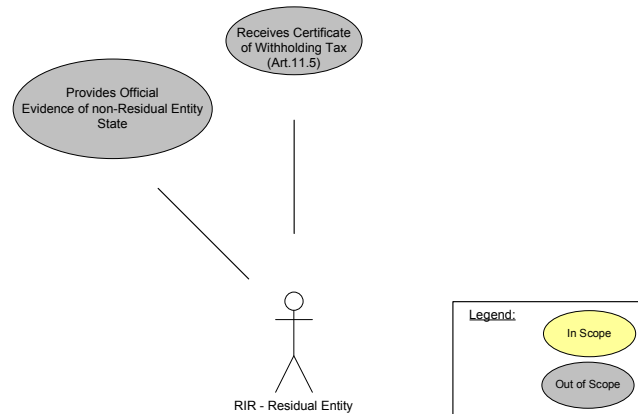 Receives Certificate
of Withholding Tax
(Art.11.5)
Provides Official
Evidence of non-Residual Entity
State
RIR - Residual Entity
Legend:
In Scope
Out of Scope